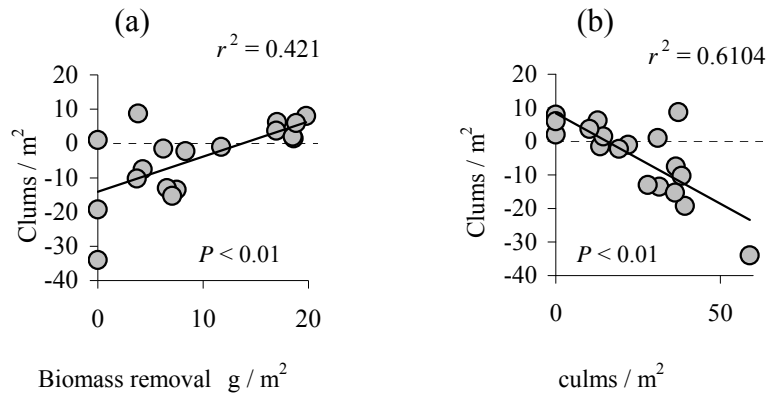 (a)
r² = 0.421
20
10
0
-10
-20
-30
-40
Clums / m²
P < 0.01
0
10
20
Biomass removal g / m²
(b)
r² = 0.6104
20
10
0
-10
-20
-30
-40
Clums / m²
P < 0.01
0
50
culms / m²